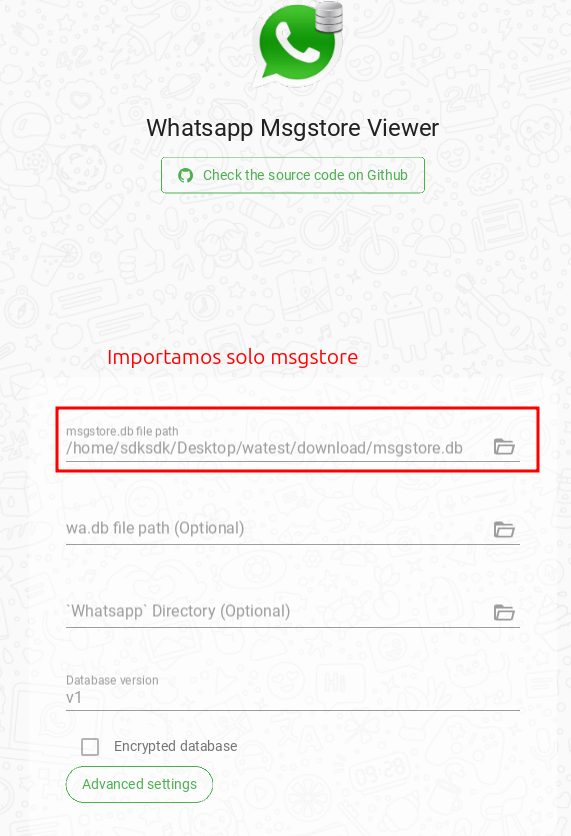 Whatsapp Msgstore Viewer
Check the source code on Github
Importamos solo msgstore
msgstore.db file path
/home/sdksdk/Desktop/watest/download/msgstore.db
wa.db file path (Optional)
`Whatsapp` Directory (Optional)
Database version
v1
Encrypted database
Advanced settings